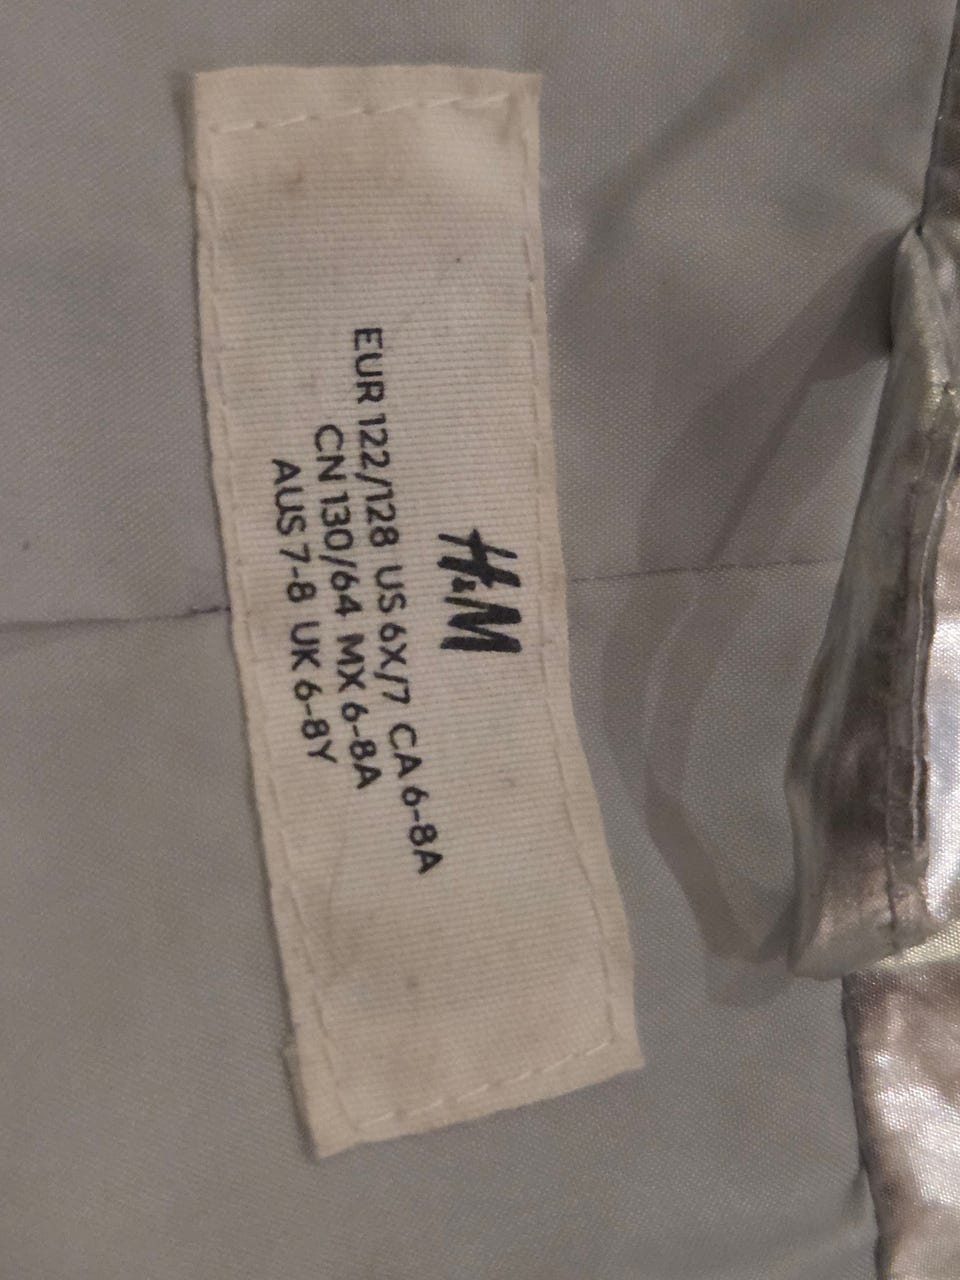 H&M
EUR 122/128 US 6X/7 CA 6-8A
CN 130/64 MX 6-8A
AUS 7-8 UK 6-8Y